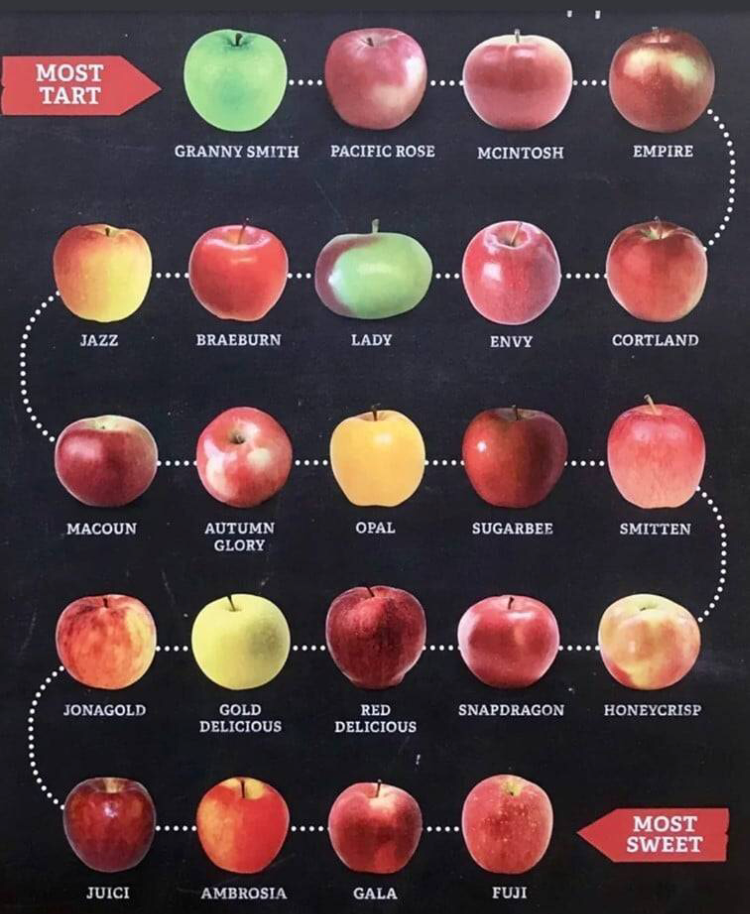 MOST
TART
GRANNY SMITH
PACIFIC ROSE
MCINTOSH
EMPIRE
JAZZ
BRAEBURN
LADY
ENVY
CORTLAND
MACOUN
AUTUMN
GLORY
OPAL
SUGARBEE
SMITTEN
JONAGOLD
GOLD
DELICIOUS
RED
DELICIOUS
SNAPDRAGON
HONEYCRISP
JUICI
AMBROSIA
GALA
FUJI
MOST
SWEET